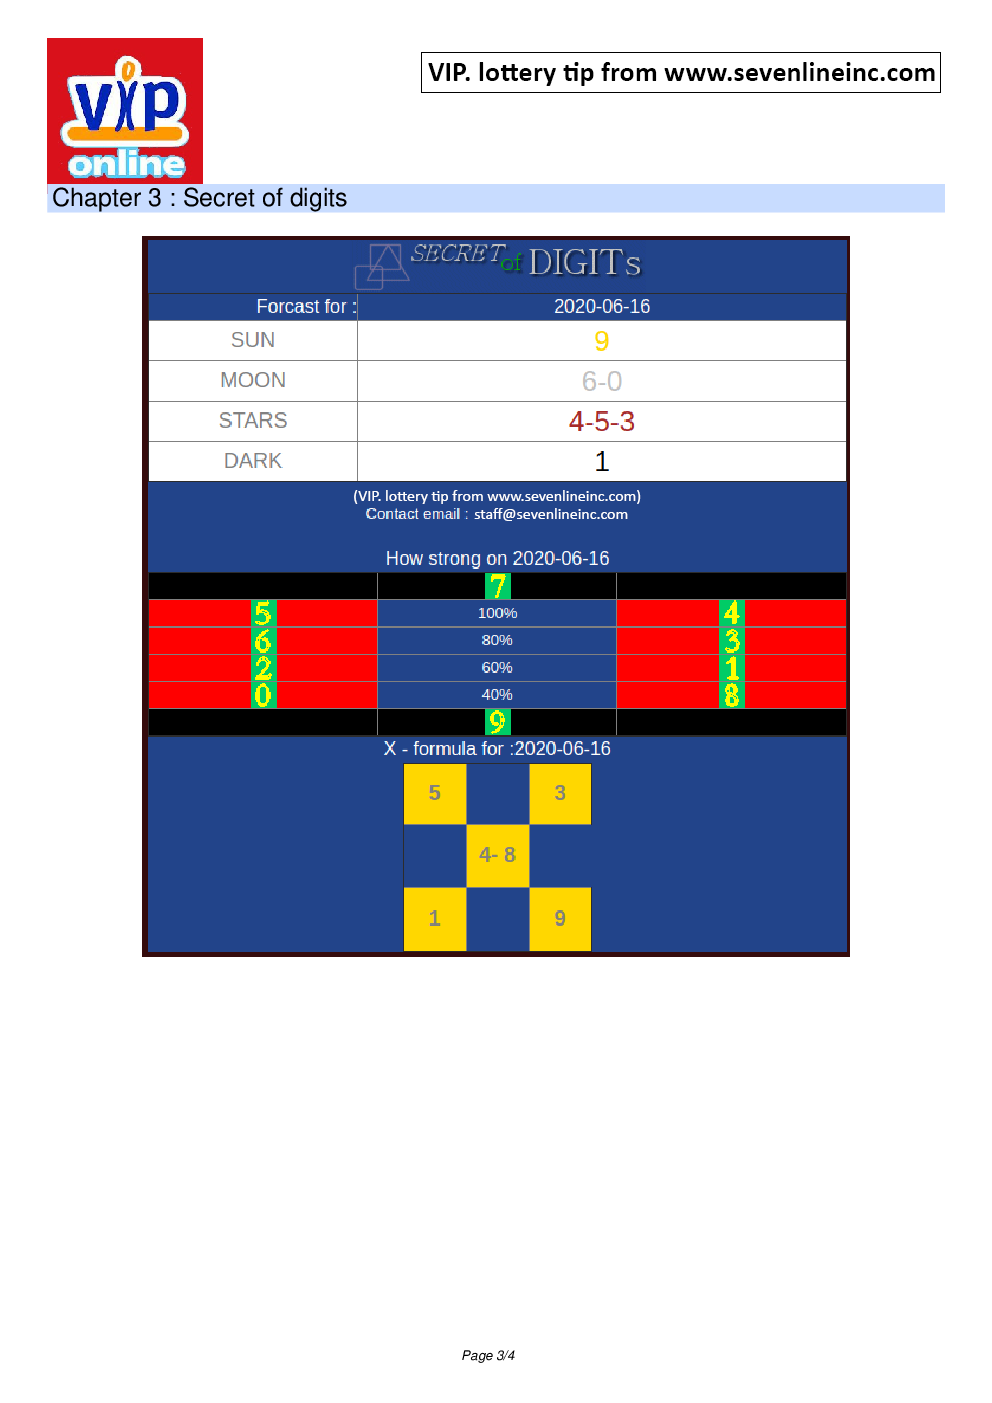 vip
online
VIP. lottery tip from www.sevenlineinc.com
Chapter 3 : Secret of digits
SECRET of DIGITs
Forcast for : 2020-06-16
SUN 9
MOON 6-0
STARS 4-5-3
DARK 1
(VIP. lottery tip from www.sevenlineinc.com)
Contact email : staff@sevenlineinc.com
How strong on 2020-06-16
7
5 100% 4
6 80% 3
2 60% 1
0 40% 8
9
X - formula for :2020-06-16
5 3
4- 8
1 9
Page 3/4